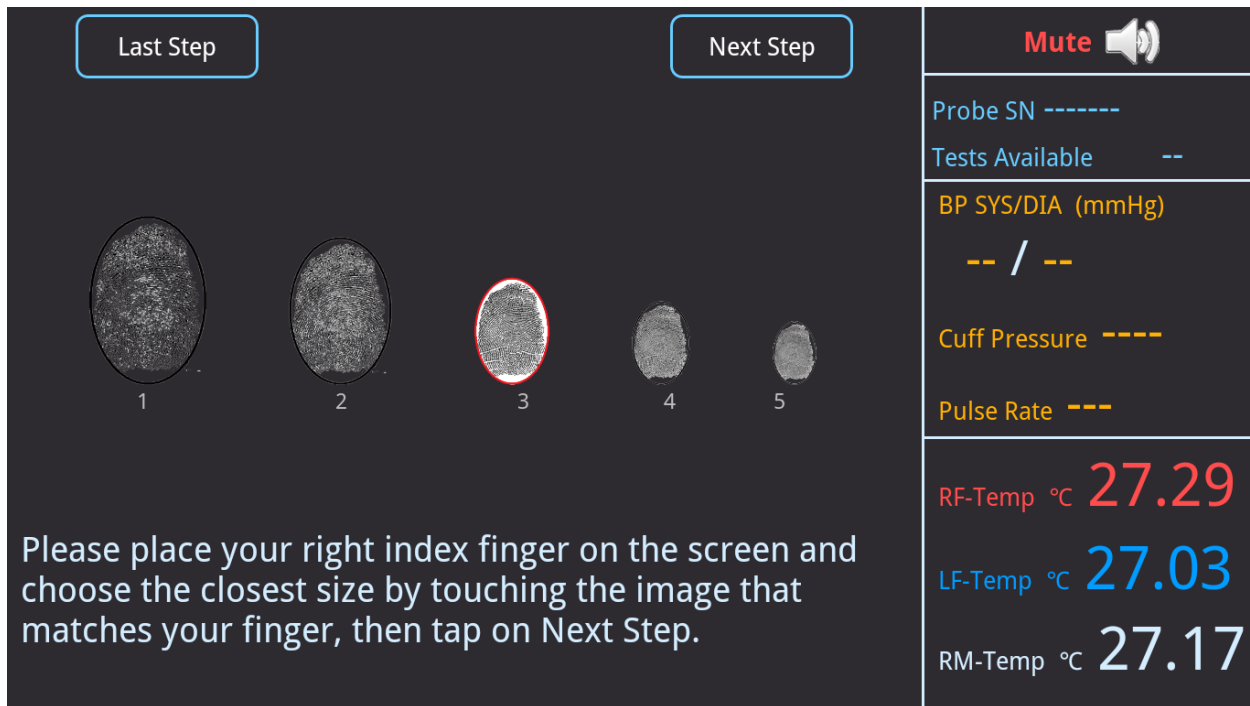 Last Step
Next Step
1
2
3
4
5
Please place your right index finger on the screen and
choose the closest size by touching the image that
matches your finger, then tap on Next Step.
Mute
Probe SN -------
Tests Available --
BP SYS/DIA (mmHg)
-- / --
Cuff Pressure ----
Pulse Rate ---
RF-Temp °C 27.29
LF-Temp °C 27.03
RM-Temp °C 27.17